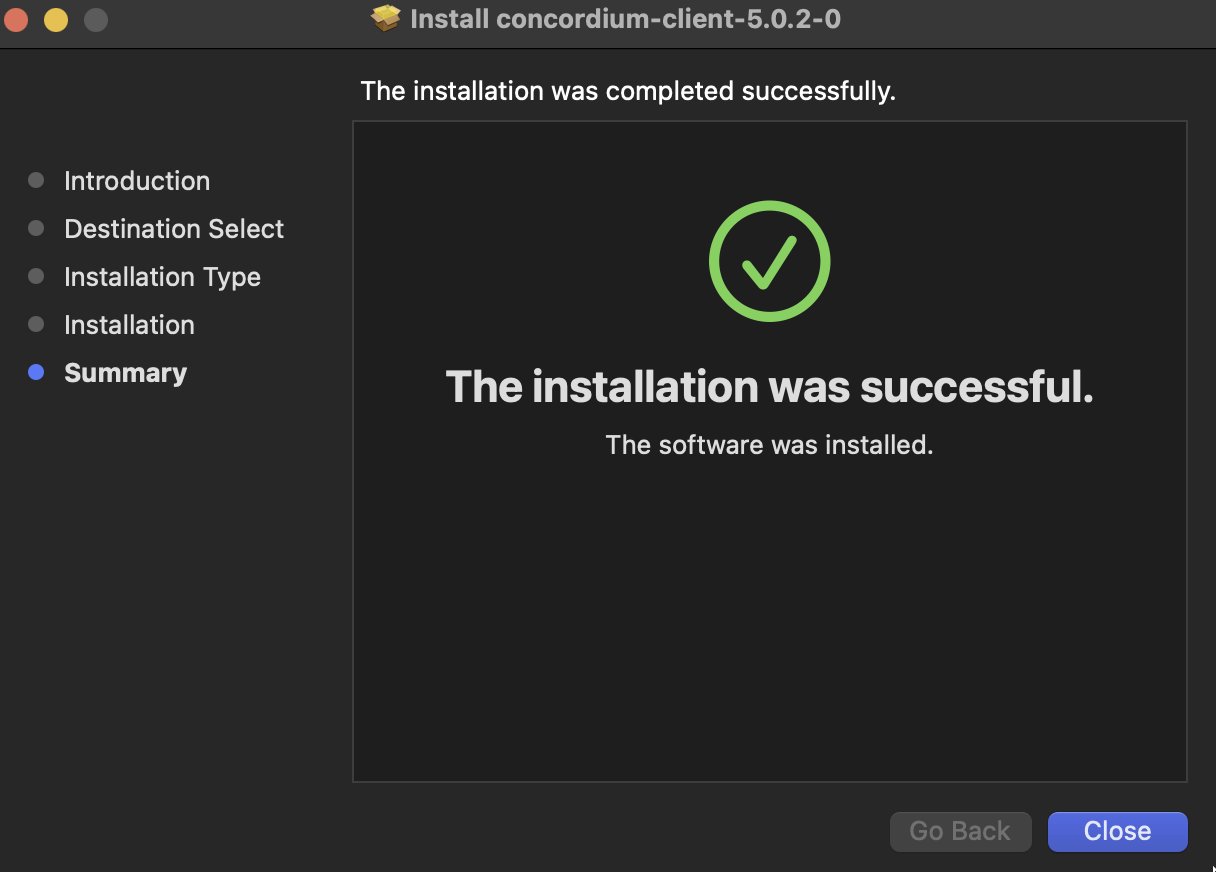 Install concordium-client-5.0.2-0
The installation was completed successfully.
Introduction
Destination Select
Installation Type
Installation
Summary
The installation was successful.
The software was installed.
Go Back
Close